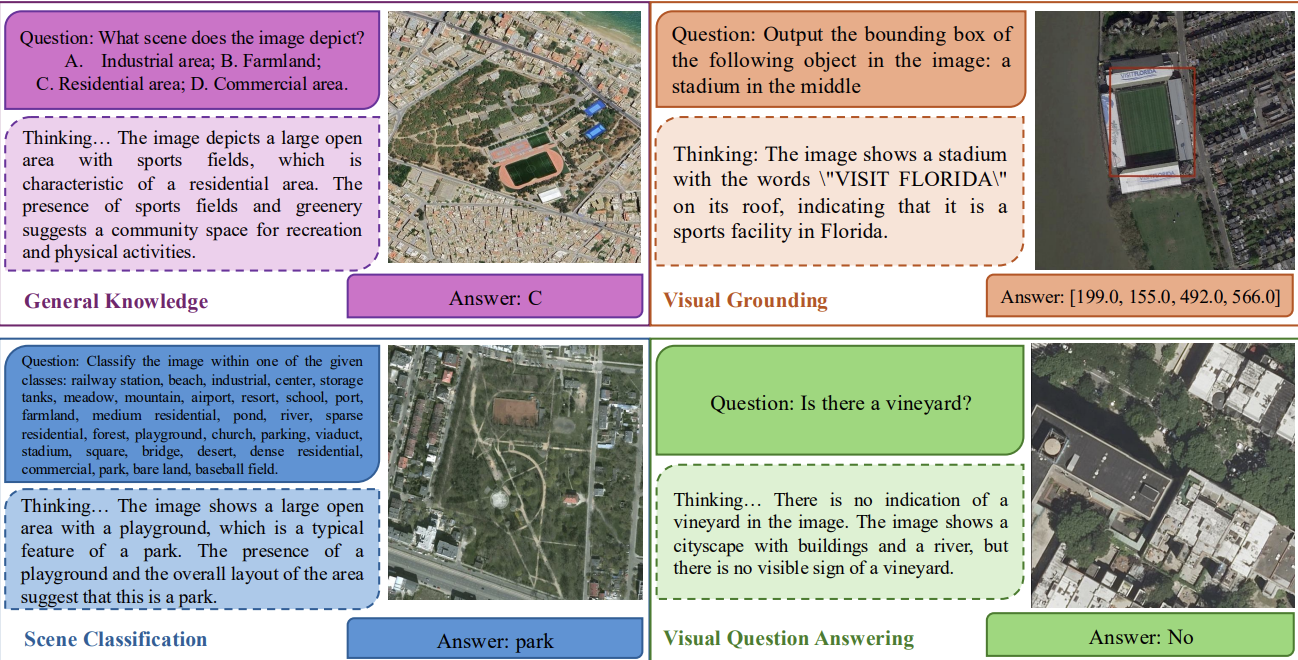 Question: What scene does the image depict?
A. Industrial area; B. Farmland;
C. Residential area; D. Commercial area.
Thinking… The image depicts a large open
area with sports fields, which is
characteristic of a residential area. The
presence of sports fields and greenery
suggests a community space for recreation
and physical activities.
General Knowledge
Answer: C
Question: Output the bounding box of
the following object in the image: a
stadium in the middle
Thinking: The image shows a stadium
with the words \"VISIT FLORIDA\"
on its roof, indicating that it is a
sports facility in Florida.
VISITFLORIDA
Visual Grounding
Answer: [199.0, 155.0, 492.0, 566.0]
Question: Classify the image within one of the given
classes: railway station, beach, industrial, center, storage
tanks, meadow, mountain, airport, resort, school, port,
farmland, medium residential, pond, river, sparse
residential, forest, playground, church, parking, viaduct,
stadium, square, bridge, desert, dense residential,
commercial, park, bare land, baseball field.
Thinking… The image shows a large open
area with a playground, which is a typical
feature of a park. The presence of a
playground and the overall layout of the area
suggest that this is a park.
Scene Classification
Answer: park
Question: Is there a vineyard?
Thinking… There is no indication of a
vineyard in the image. The image shows a
cityscape with buildings and a river, but
there is no visible sign of a vineyard.
Visual Question Answering
Answer: No